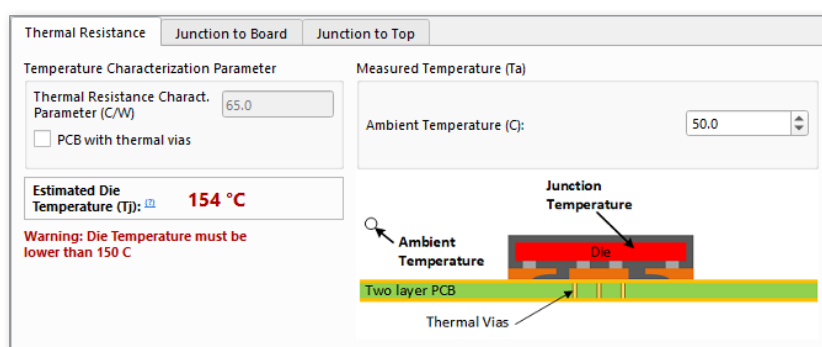 Thermal Resistance
Junction to Board
Junction to Top
Temperature Characterization Parameter
Thermal Resistance Charact.
Parameter (C/W)
65.0
PCB with thermal vias
Estimated Die
Temperature (Tj): (?)
154 °C
Warning: Die Temperature must be
lower than 150 C
Measured Temperature (Ta)
Ambient Temperature (C):
50.0
Junction
Temperature
Ambient
Temperature
Die
Two layer PCB
Thermal Vias